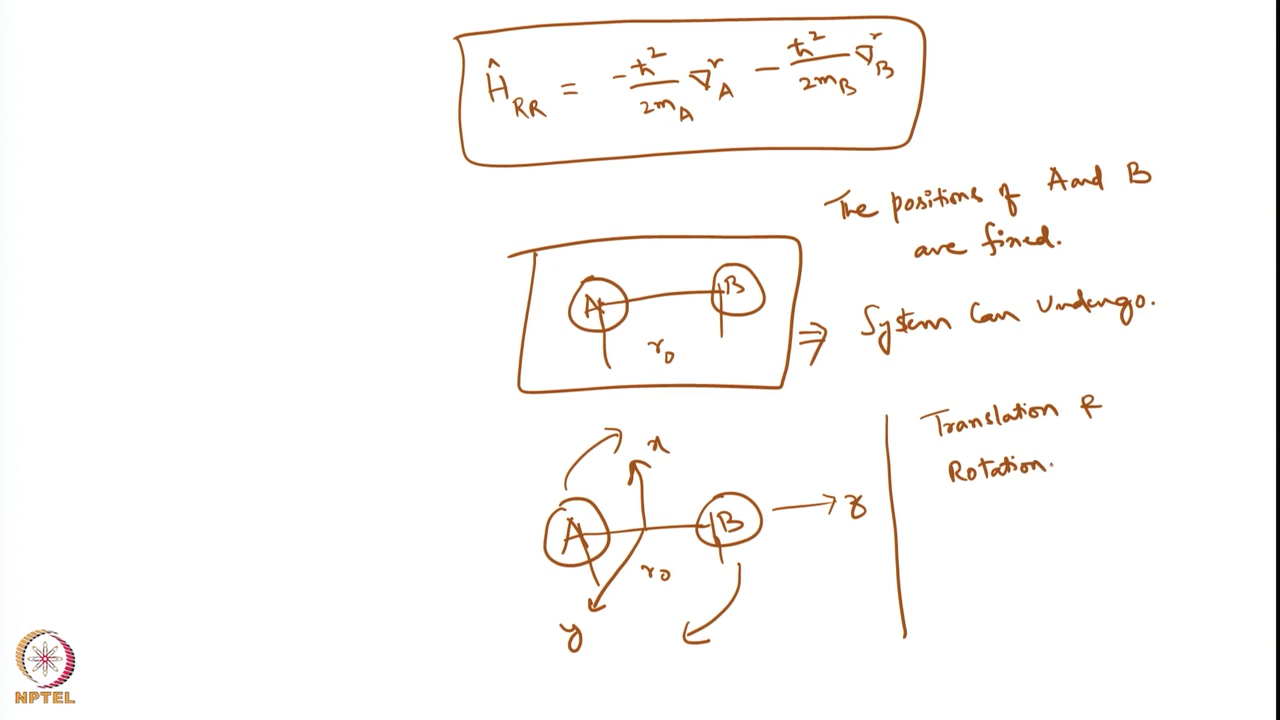 Ĥ_RR = -ħ²/2m_A ∇²_A - ħ²/2m_B ∇²_B
The positions of A and B
are fixed.
A B
r₀
⇒ System can undergo.
Translation &
Rotation.
x
A B → z
r₀
y
NPTEL